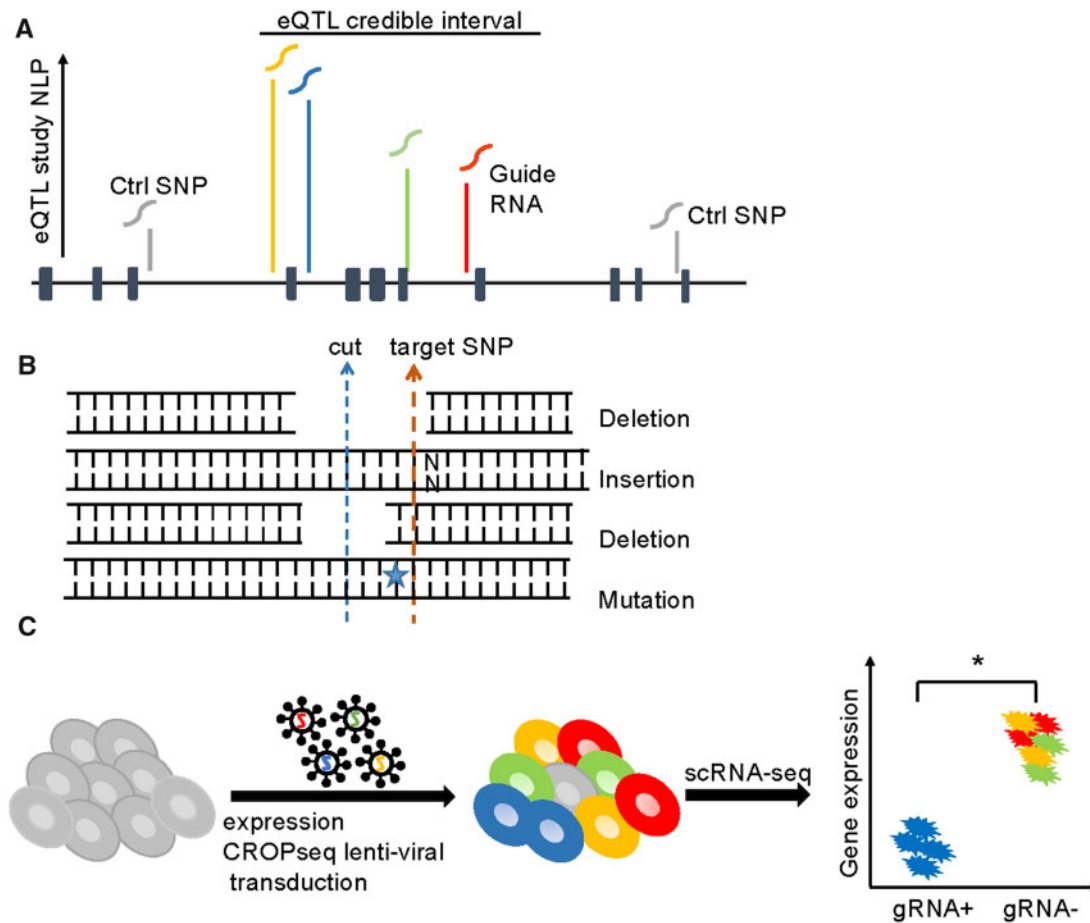 A
eQTL credible interval
eQTL study NLP
Ctrl SNP
Guide
RNA
Ctrl SNP
B
cut
target SNP
Deletion
N
N
Insertion
Deletion
Mutation
C
expression
CROPseq lenti-viral
transduction
scRNA-seq
Gene expression
*
gRNA+
gRNA-